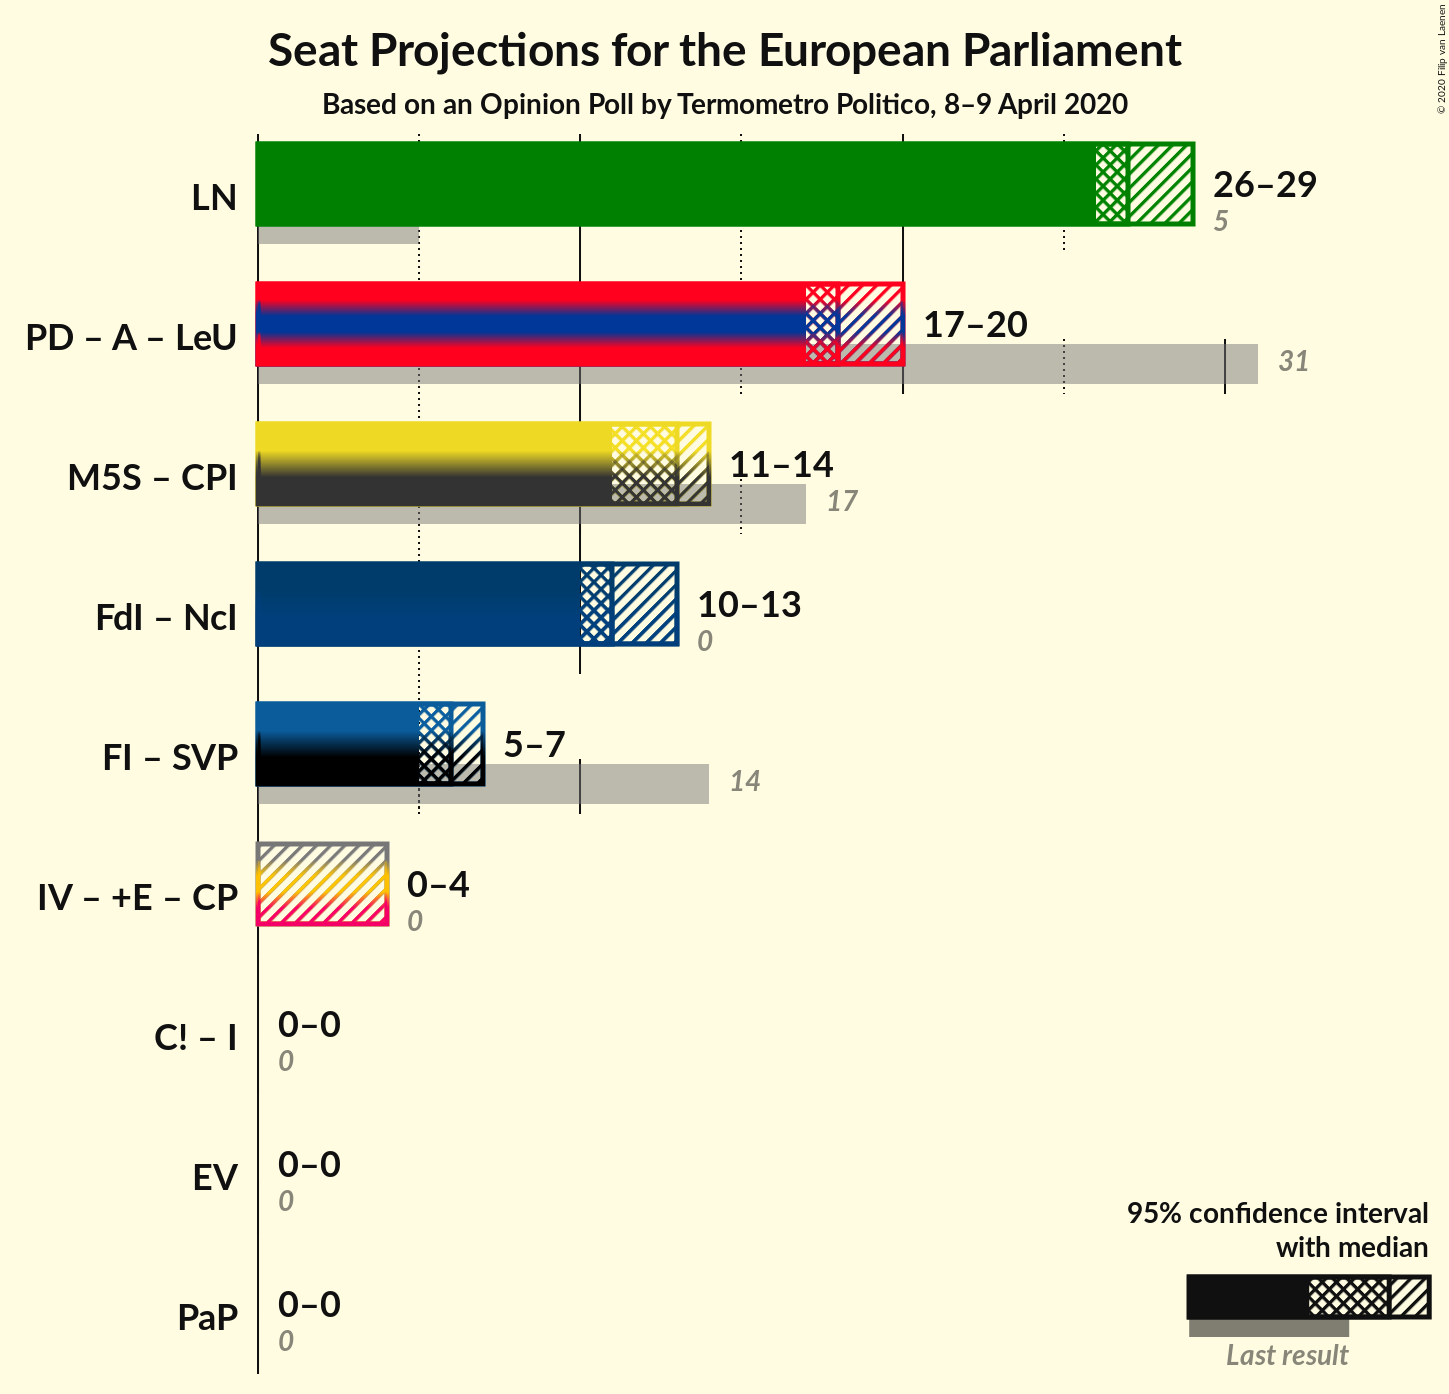 Seat Projections for the European Parliament
Based on an Opinion Poll by Termometro Politico, 8–9 April 2020
© 2020 Filip van Laenen
LN
26–29
5
PD – A – LeU
17–20
31
M5S – CPI
11–14
17
FdI – NcI
10–13
0
FI – SVP
5–7
14
IV – +E – CP
0–4
0
C! – I
0–0
0
EV
0–0
0
PaP
0–0
0
95% confidence interval
with median
Last result